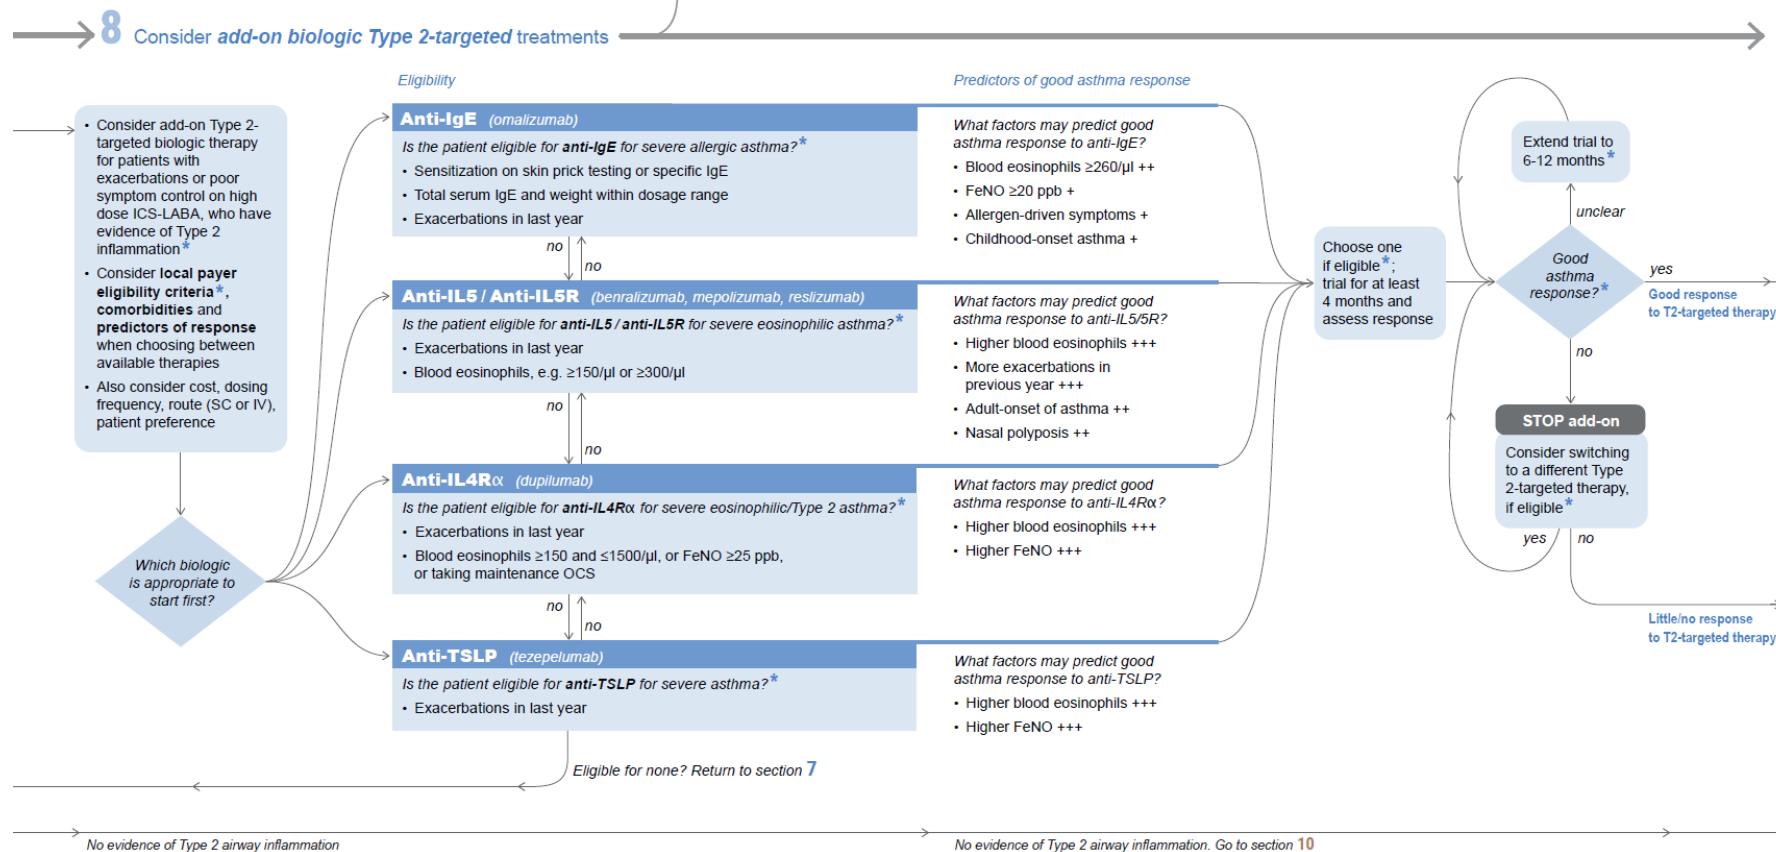 8 Consider add-on biologic Type 2-targeted treatments
Eligibility
Predictors of good asthma response
• Consider add-on Type 2-
targeted biologic therapy
for patients with
exacerbations or poor
symptom control on high
dose ICS-LABA, who have
evidence of Type 2
inflammation*
• Consider local payer
eligibility criteria*,
comorbidities and
predictors of response
when choosing between
available therapies
• Also consider cost, dosing
frequency, route (SC or IV),
patient preference
Which biologic
is appropriate to
start first?
Anti-IgE (omalizumab)
Is the patient eligible for anti-IgE for severe allergic asthma?*
• Sensitization on skin prick testing or specific IgE
• Total serum IgE and weight within dosage range
• Exacerbations in last year
What factors may predict good
asthma response to anti-IgE?
• Blood eosinophils ≥260/µl ++
• FeNO ≥20 ppb +
• Allergen-driven symptoms +
• Childhood-onset asthma +
no
no
Anti-IL5 / Anti-IL5R (benralizumab, mepolizumab, reslizumab)
Is the patient eligible for anti-IL5 / anti-IL5R for severe eosinophilic asthma?*
• Exacerbations in last year
• Blood eosinophils, e.g. ≥150/µl or ≥300/µl
What factors may predict good
asthma response to anti-IL5/5R?
• Higher blood eosinophils +++
• More exacerbations in
previous year +++
• Adult-onset of asthma ++
• Nasal polyposis ++
no
no
Anti-IL4Rα (dupilumab)
Is the patient eligible for anti-IL4Rα for severe eosinophilic/Type 2 asthma?*
• Exacerbations in last year
• Blood eosinophils ≥150 and ≤1500/µl, or FeNO ≥25 ppb,
or taking maintenance OCS
What factors may predict good
asthma response to anti-IL4Rα?
• Higher blood eosinophils +++
• Higher FeNO +++
no
no
Anti-TSLP (tezepelumab)
Is the patient eligible for anti-TSLP for severe asthma?*
• Exacerbations in last year
What factors may predict good
asthma response to anti-TSLP?
• Higher blood eosinophils +++
• Higher FeNO +++
Eligible for none? Return to section 7
Choose one
if eligible*;
trial for at least
4 months and
assess response
Extend trial to
6-12 months*
unclear
Good
asthma
response?*
yes
Good response
to T2-targeted therapy
no
STOP add-on
Consider switching
to a different Type
2-targeted therapy,
if eligible*
yes
no
Little/no response
to T2-targeted therapy
No evidence of Type 2 airway inflammation
No evidence of Type 2 airway inflammation. Go to section 10